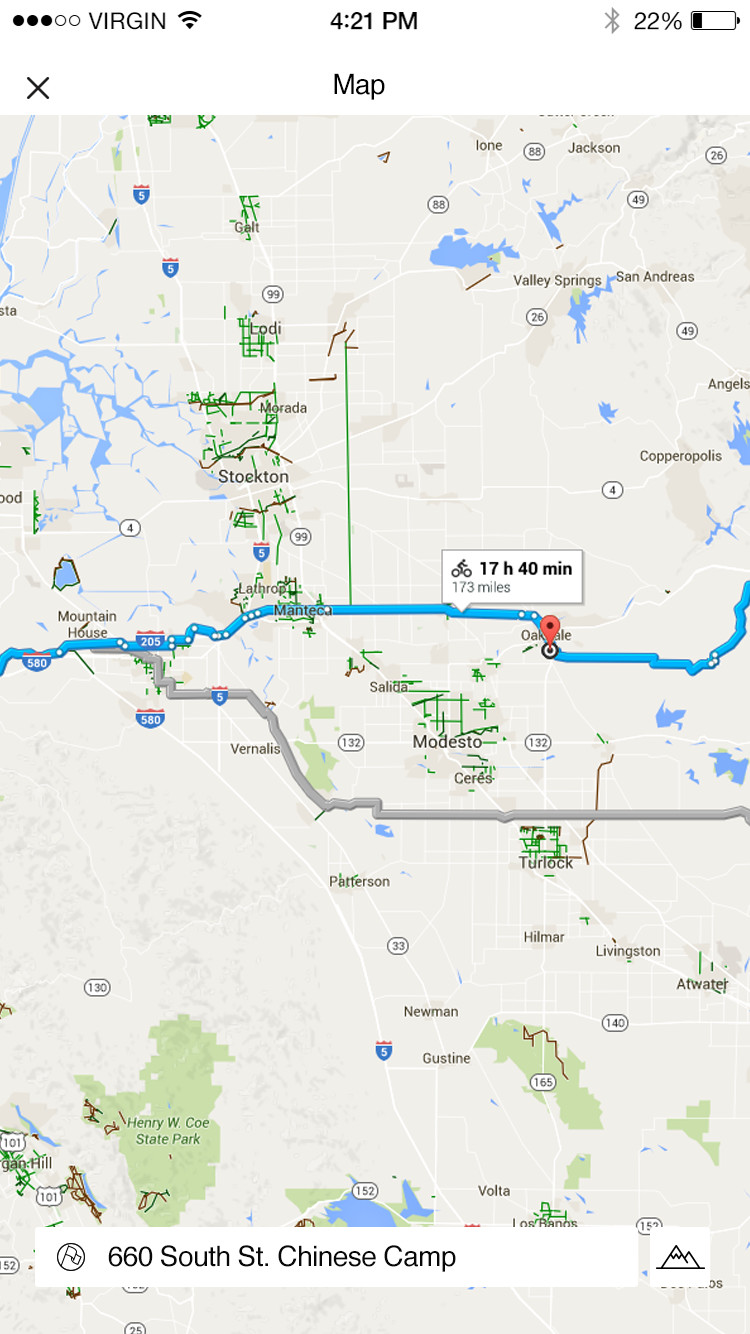 VIRGIN 4:21 PM 22%
Map
Ione
88
Jackson
26
5
49
88
Galt
5
Valley Springs
San Andreas
99
sta
26
Lodi
49
Angels
Morada
Copperopolis
Stockton
4
ood
4
99
5
17 h 40 min
173 miles
Lathrop
Manteca
Mountain
House
205
Oakdale
580
Salida
5
580
132
Modesto
132
Vernalis
Ceres
Turlock
Patterson
Hilmar
33
Livingston
Atwater
130
Newman
140
5
Gustine
165
Henry W. Coe
State Park
101
gan Hill
152
Volta
101
Los Banos
152
660 South St. Chinese Camp
152
25